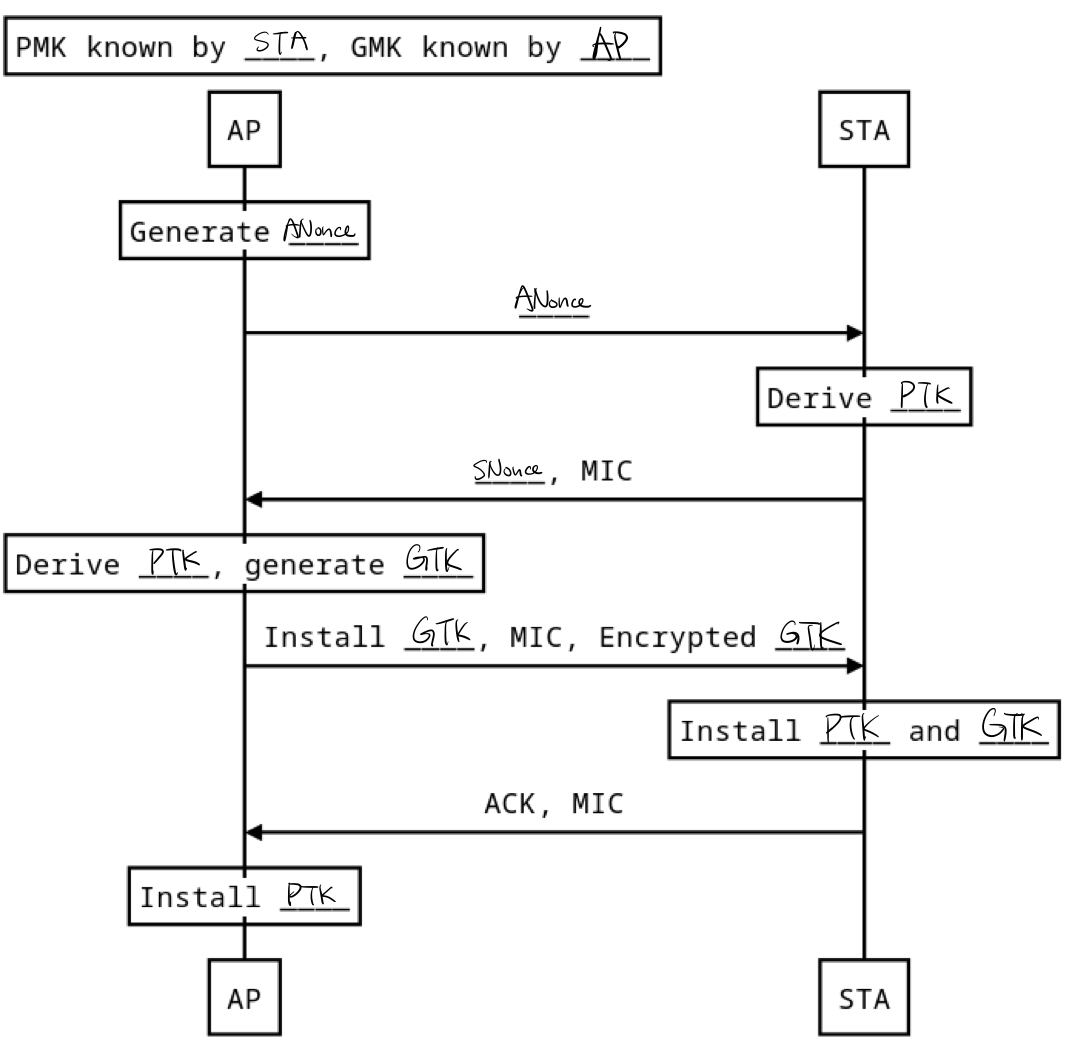 PMK known by STA, GMK known by AP
AP
STA
Generate ANonce
ANonce
Derive PTK
SNonce, MIC
Derive PTK, generate GTK
Install GTK, MIC, Encrypted GTK
Install PTK and GTK
ACK, MIC
Install PTK
AP
STA